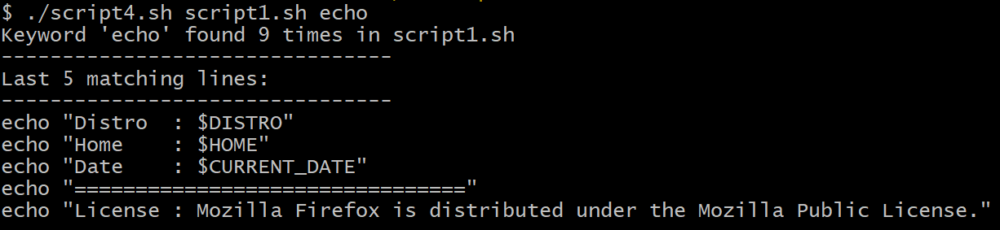 $ ./script4.sh script1.sh echo
Keyword 'echo' found 9 times in script1.sh
--------------------------------
Last 5 matching lines:
--------------------------------
echo "Distro  : $DISTRO"
echo "Home    : $HOME"
echo "Date    : $CURRENT_DATE"
echo "================================"
echo "License : Mozilla Firefox is distributed under the Mozilla Public License."